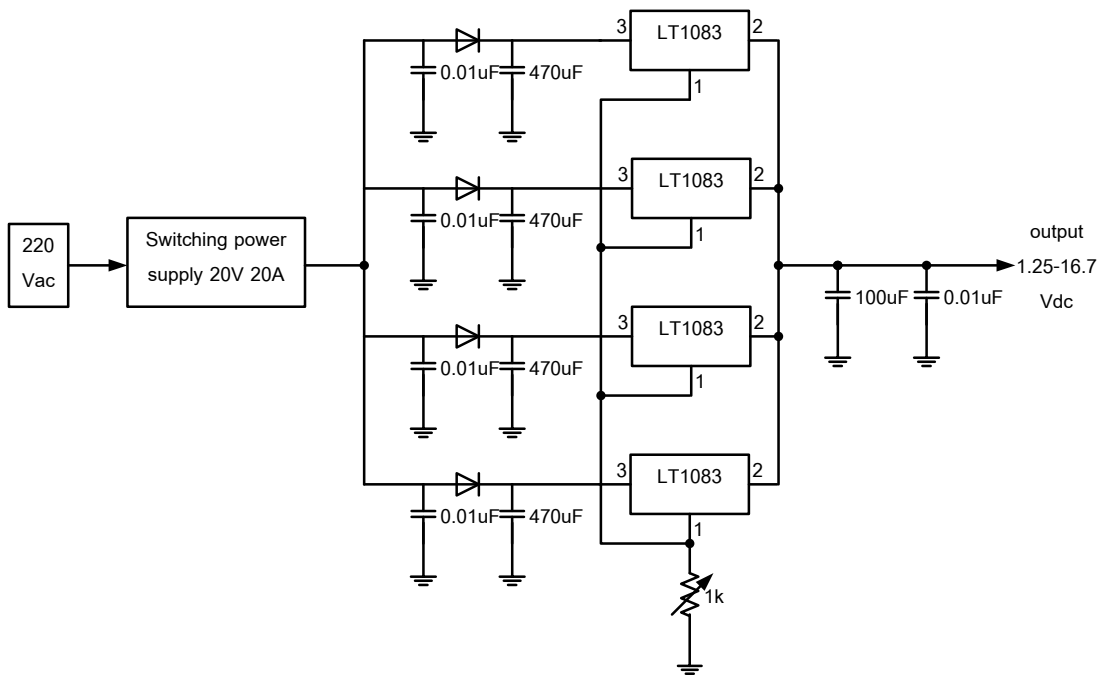 3
LT1083
2
0.01uF
470uF
1
3
LT1083
2
0.01uF
470uF
1
220
Vac
Switching power
supply 20V 20A
output
1.25-16.7
Vdc
100uF
0.01uF
3
LT1083
2
0.01uF
470uF
1
3
LT1083
2
0.01uF
470uF
1
1k